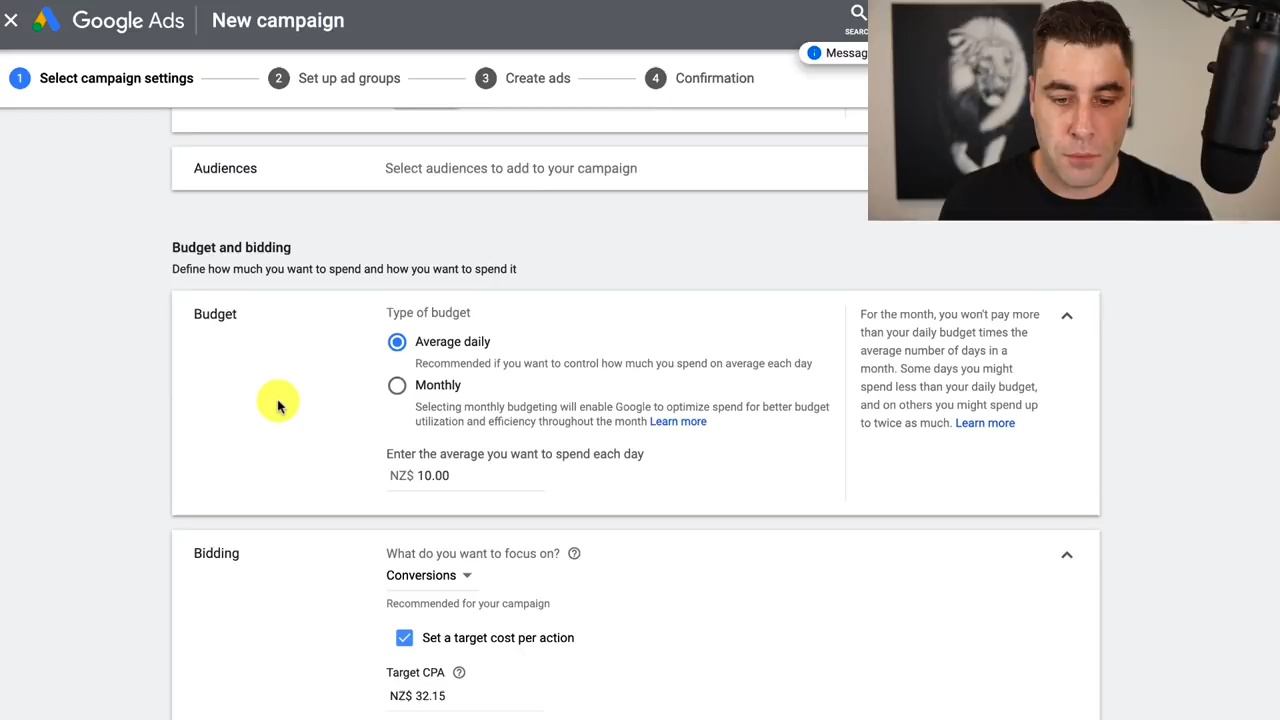 Google Ads
New campaign
SEARC
Messag
1 Select campaign settings
2 Set up ad groups
3 Create ads
4 Confirmation
Audiences
Select audiences to add to your campaign
Budget and bidding
Define how much you want to spend and how you want to spend it
Budget
Type of budget
Average daily
Recommended if you want to control how much you spend on average each day
Monthly
Selecting monthly budgeting will enable Google to optimize spend for better budget
utilization and efficiency throughout the month Learn more
Enter the average you want to spend each day
NZ$ 10.00
For the month, you won't pay more
than your daily budget times the
average number of days in a
month. Some days you might
spend less than your daily budget,
and on others you might spend up
to twice as much. Learn more
Bidding
What do you want to focus on?
Conversions
Recommended for your campaign
Set a target cost per action
Target CPA
NZ$ 32.15